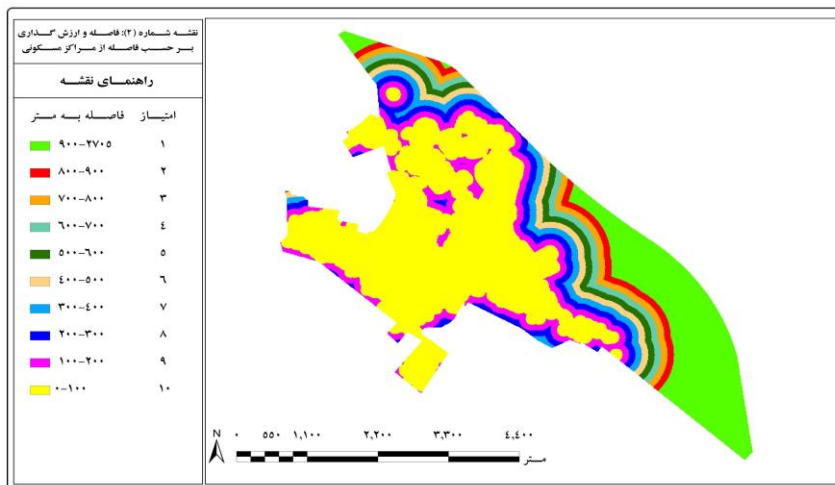 نقشه شماره (۲): فاصله و ارزش گذاری
بر حسب فاصله از مراکز مسکونی
راهنمای نقشه
امتیاز فاصله به متر
۱ ۹۰۰-۲۷۰۵
۲ ۸۰۰-۹۰۰
۳ ۷۰۰-۸۰۰
٤ ٦۰۰-۷۰۰
٥ ٥۰۰-٦۰۰
٦ ٤۰۰-٥۰۰
۷ ۳۰۰-٤۰۰
۸ ۲۰۰-۳۰۰
۹ ۱۰۰-۲۰۰
۱۰ ۰-۱۰۰
N ۰ ٥٥۰ ۱,۱۰۰ ۲,۲۰۰ ۳,۳۰۰ ٤,٤۰۰
متر